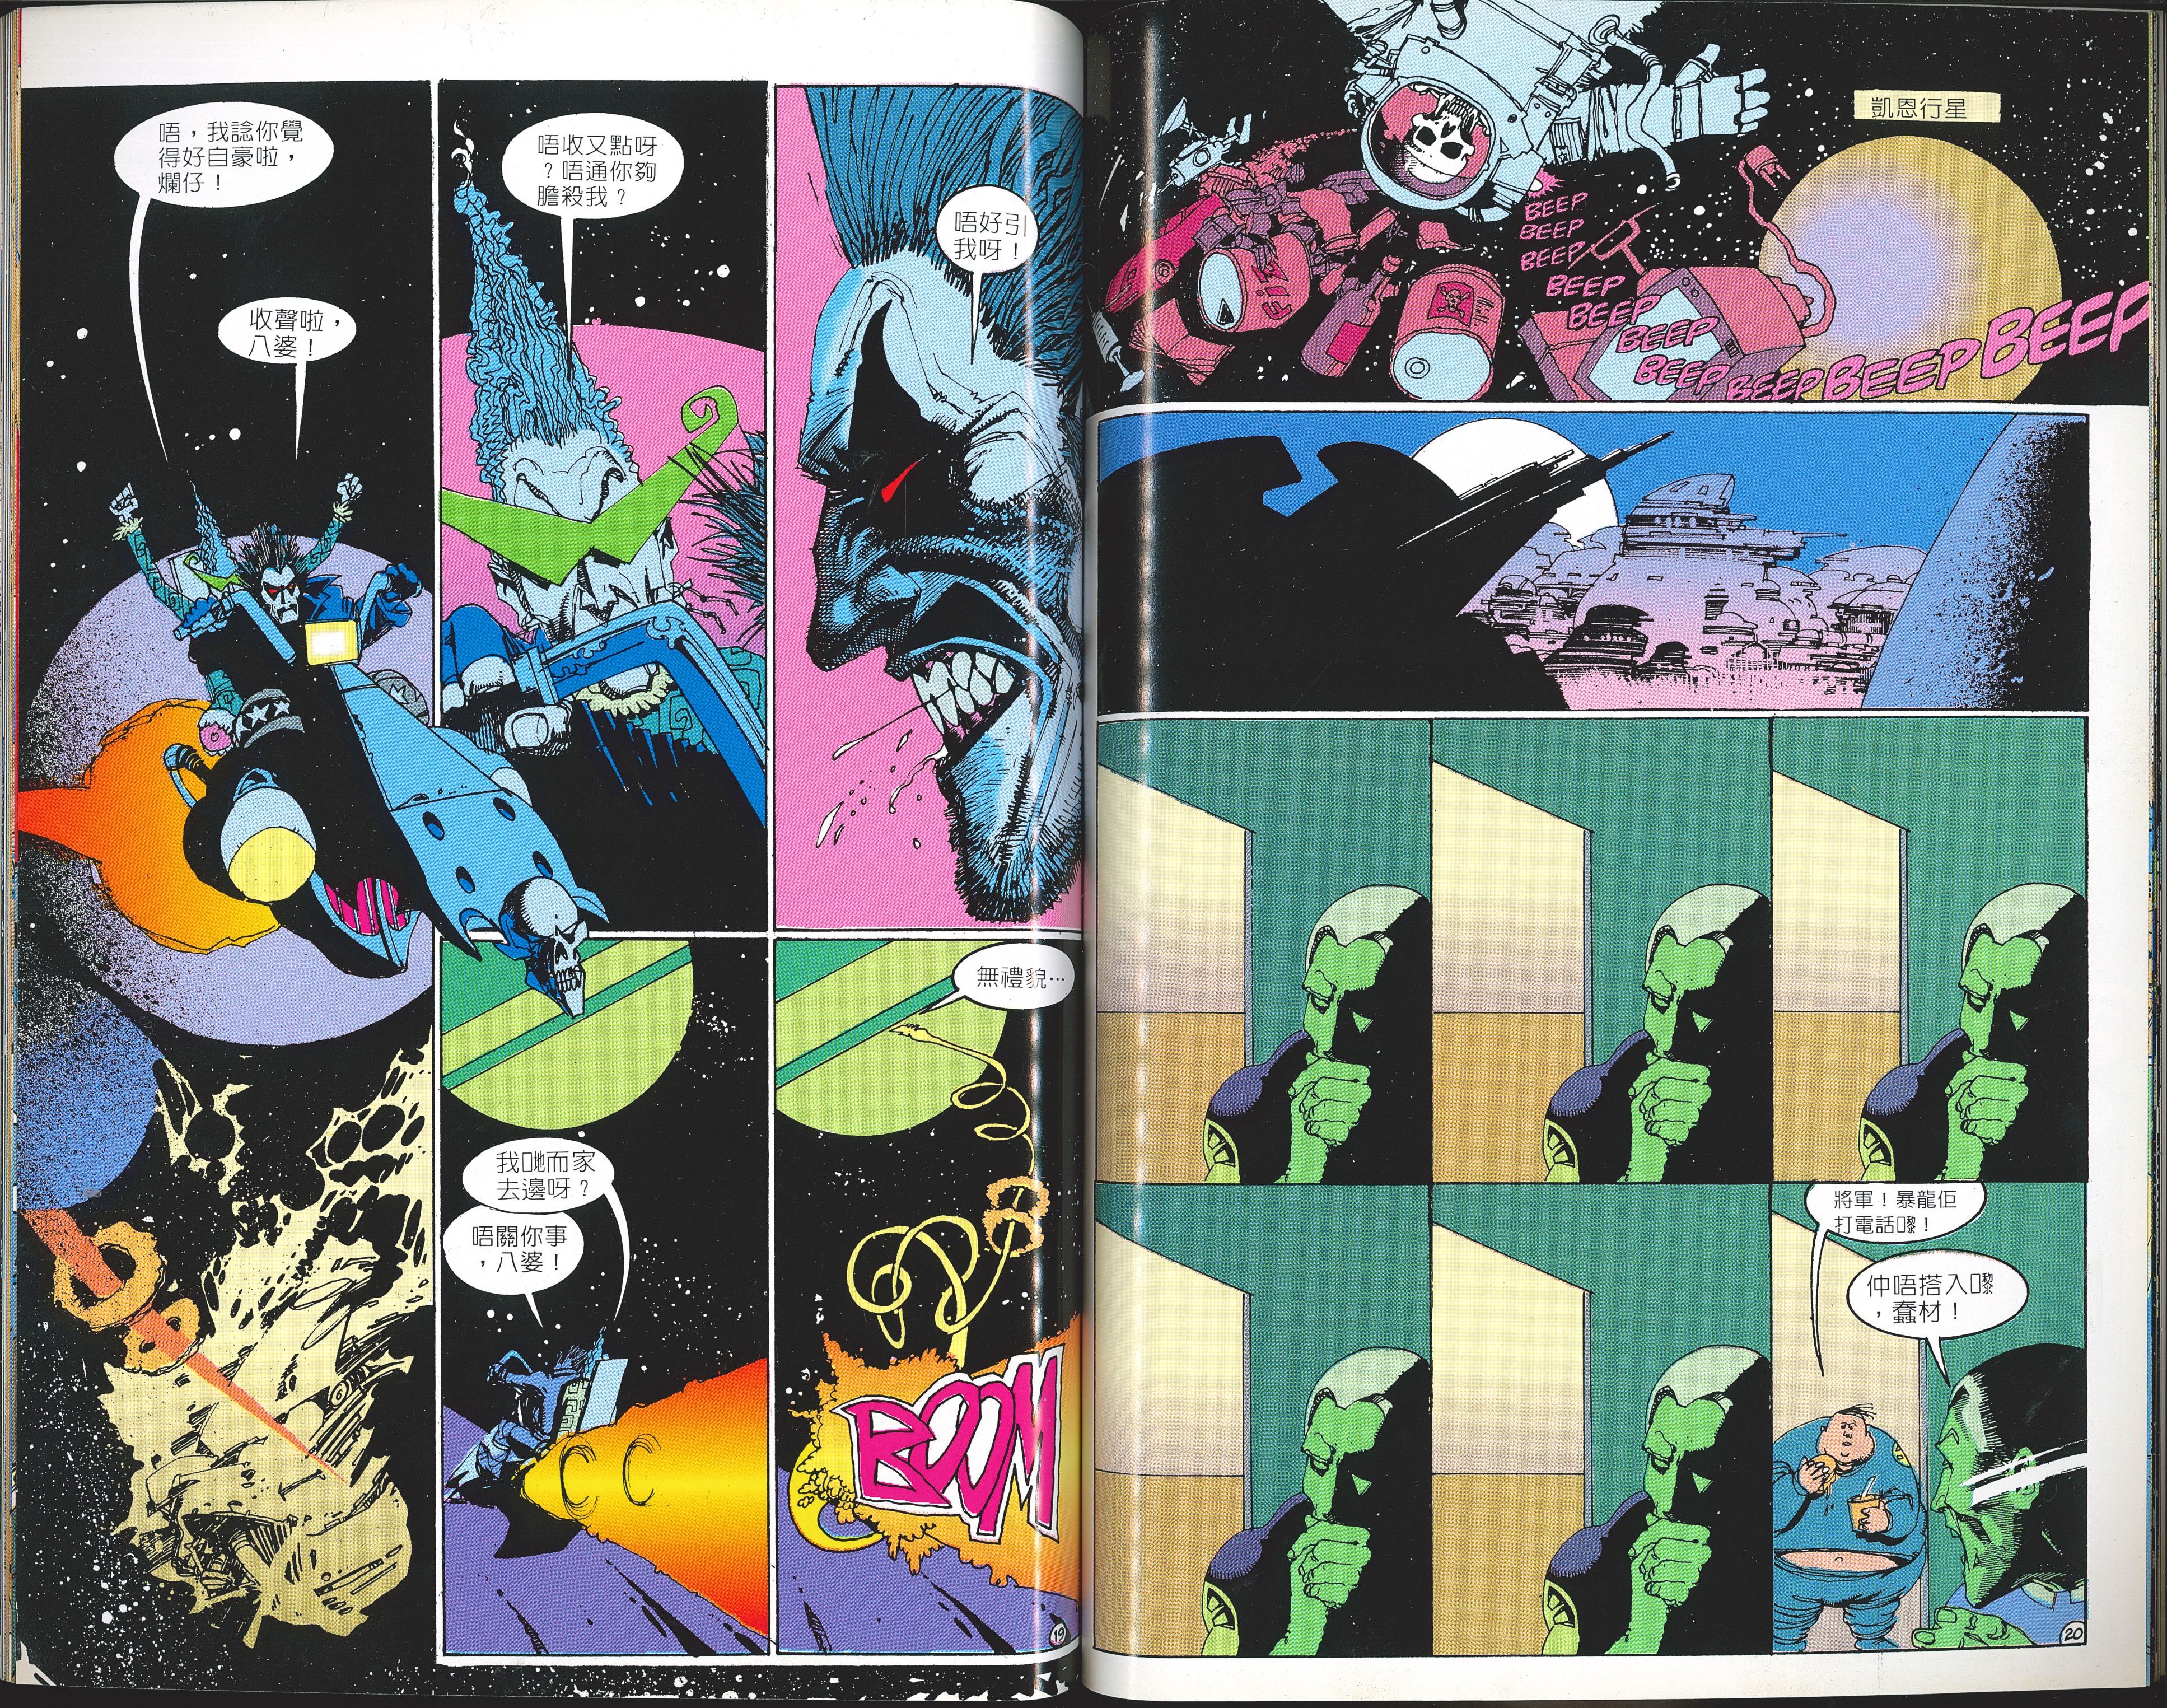 唔，我諗你覺
得好自豪啦，
爛仔！
收聲啦，
八婆！
唔收又點呀
？唔通你夠
膽殺我？
唔好引
我呀！
我哋而家
去邊呀？
唔關你事
，八婆！
無禮貌…
BOOM
19
凱恩行星
FIZ
BEEP
BEEP
BEEP
BEEP
BEEP
BEEP
BEEP
BEEP
BEEP
BEEP
將軍！暴龍佢
打電話嚟！
仲唔搭入嚟
，蠢材！
20